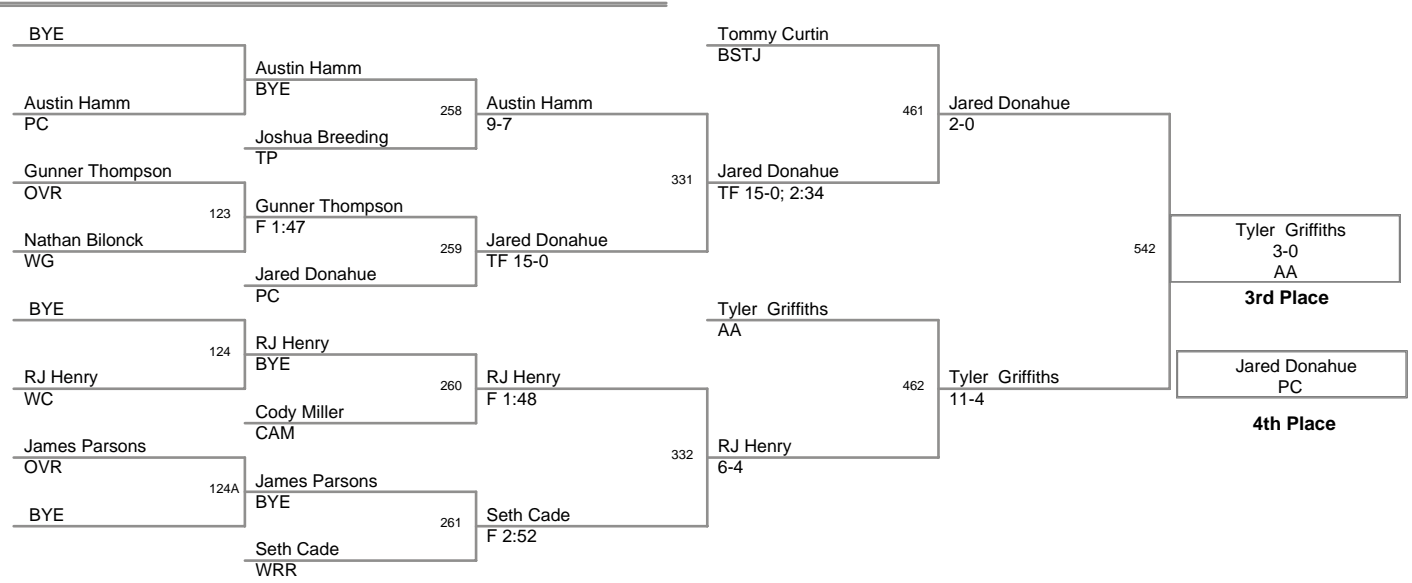 BYE
Austin Hamm
PC
Gunner Thompson
OVR
123
Nathan Bilonck
WG
BYE
124
RJ Henry
WC
James Parsons
OVR
124A
BYE
Austin Hamm
BYE
258
Joshua Breeding
TP
Gunner Thompson
F 1:47
259
Jared Donahue
PC
RJ Henry
BYE
260
Cody Miller
CAM
James Parsons
BYE
261
Seth Cade
WRR
Austin Hamm
9-7
331
Jared Donahue
TF 15-0
RJ Henry
F 1:48
332
Seth Cade
F 2:52
Tommy Curtin
BSTJ
461
Jared Donahue
TF 15-0; 2:34
Tyler Griffiths
AA
462
RJ Henry
6-4
Jared Donahue
2-0
542
Tyler Griffiths
11-4
Tyler Griffiths
3-0
AA
3rd Place
Jared Donahue
PC
4th Place